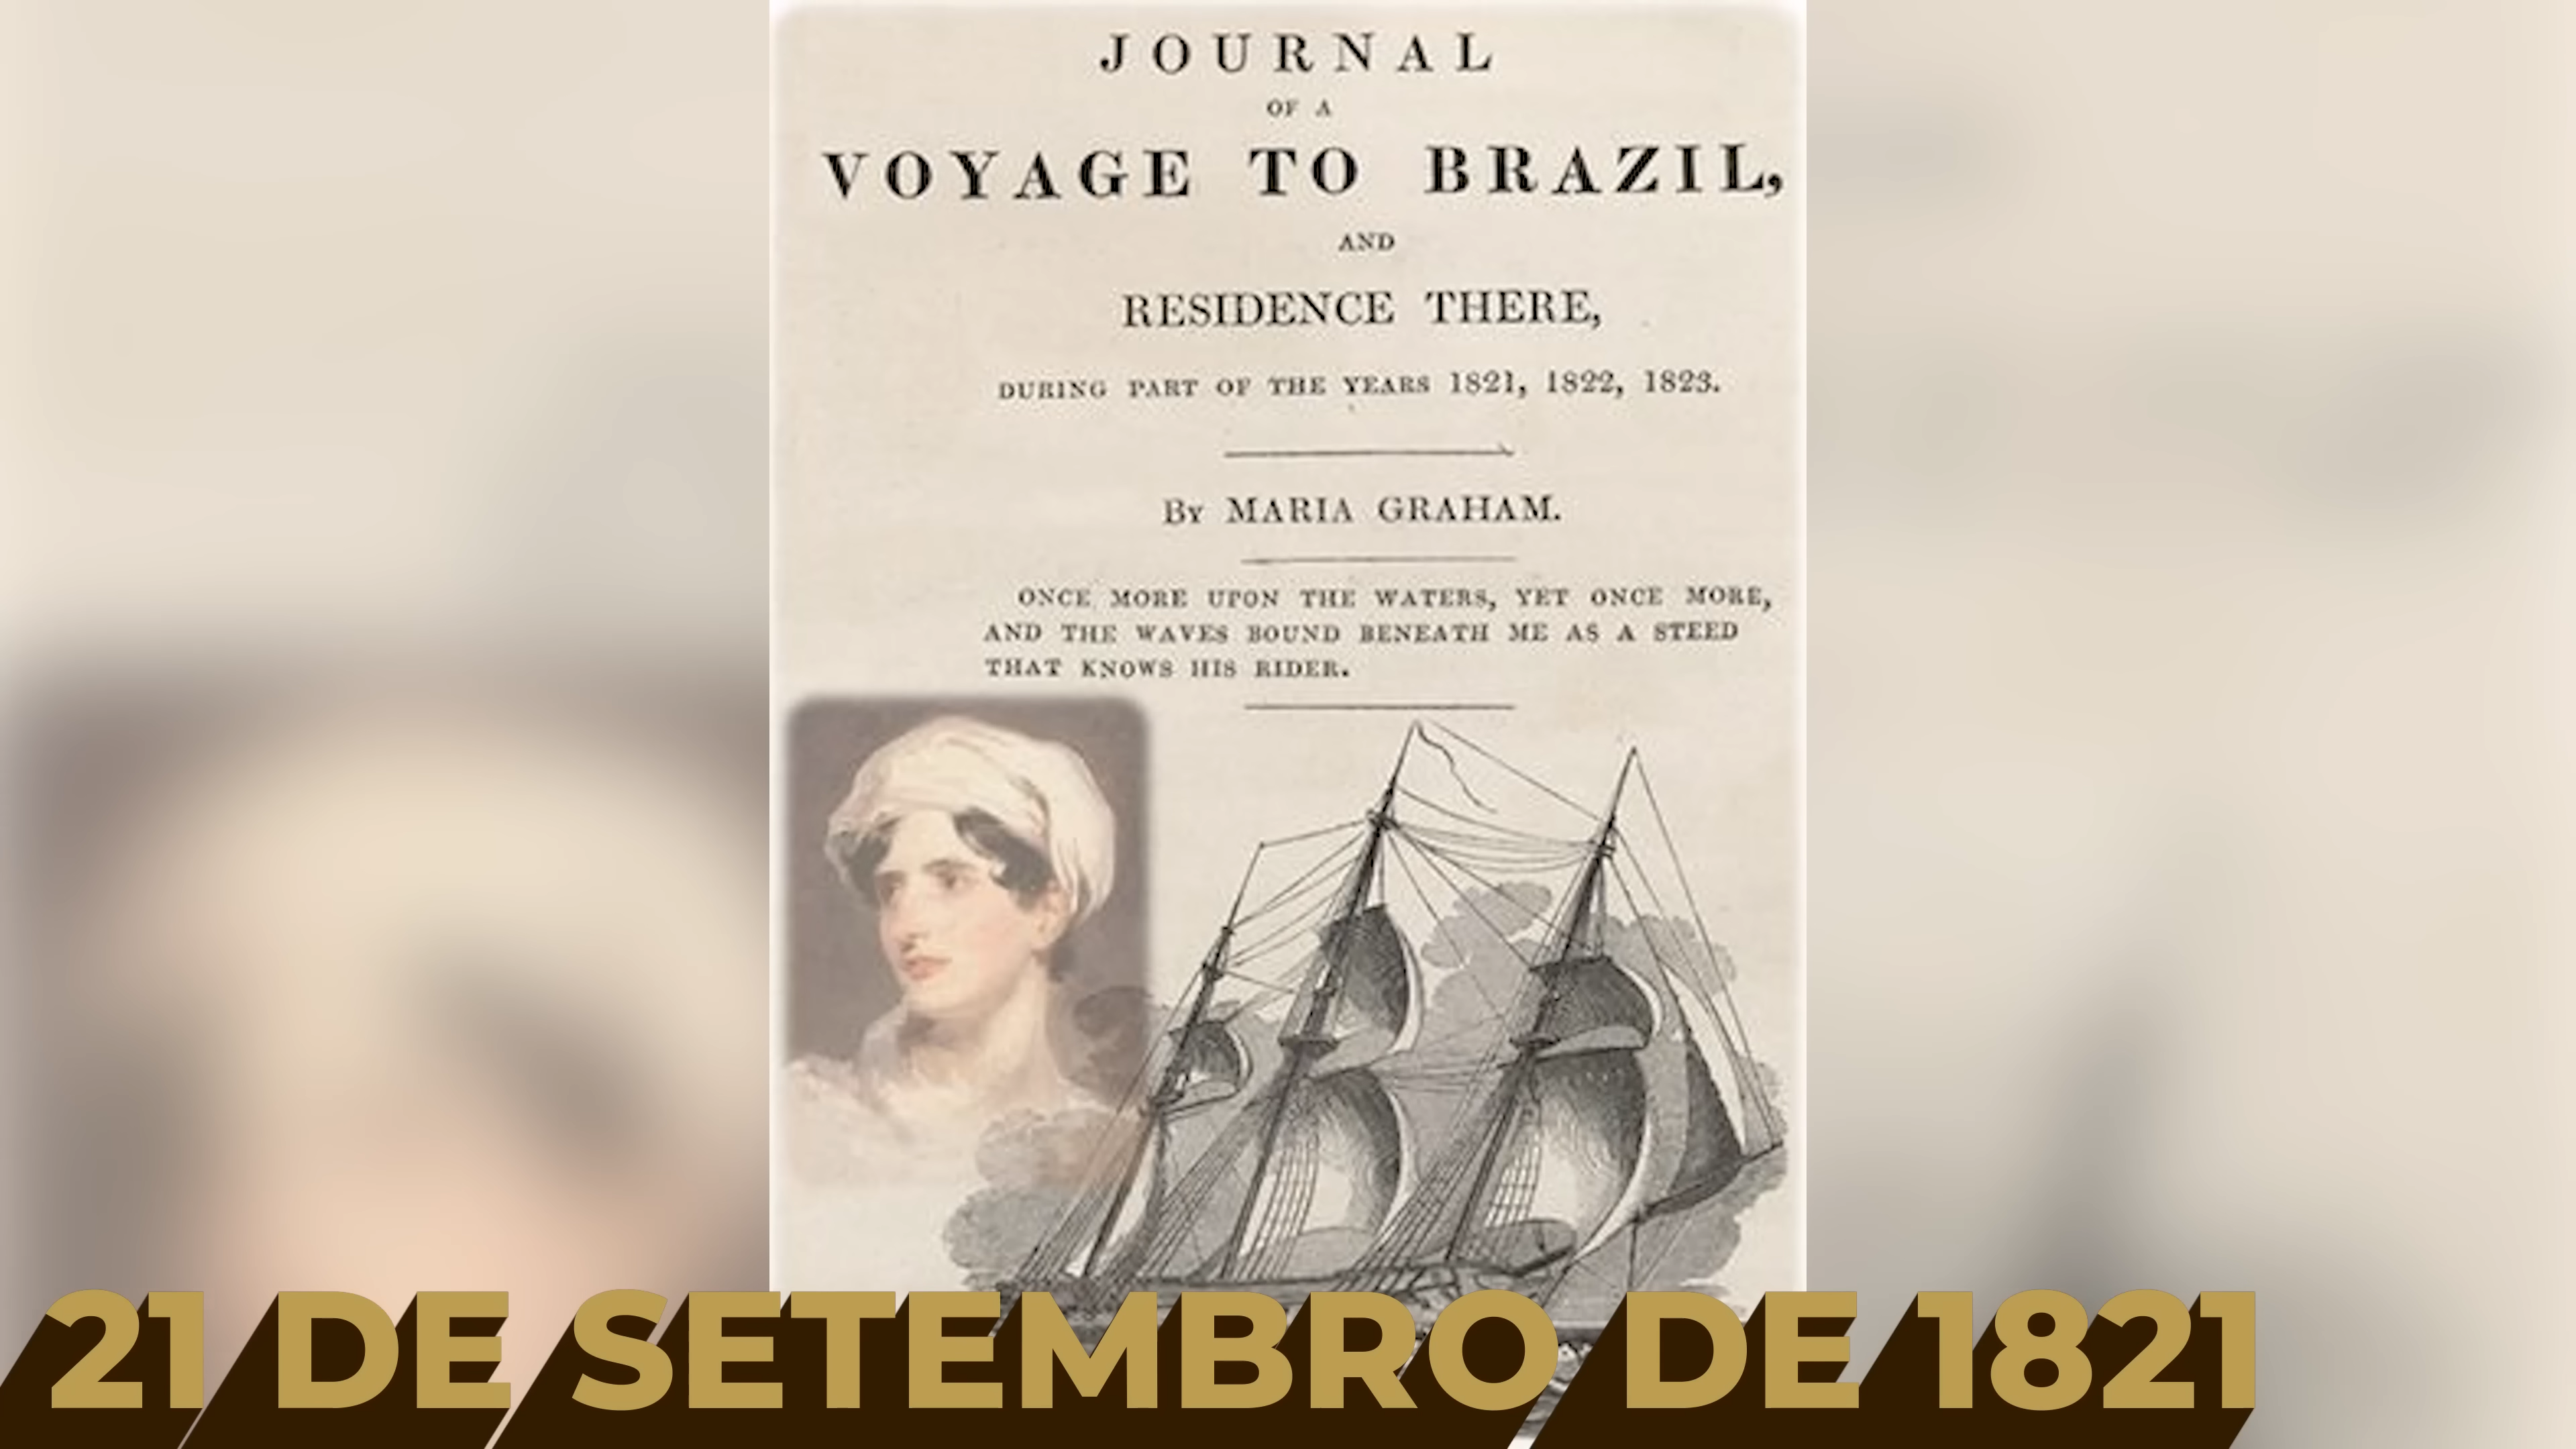 JOURNAL
OF A
VOYAGE TO BRAZIL,
AND
RESIDENCE THERE,
DURING PART OF THE YEARS 1821, 1822, 1823.
By MARIA GRAHAM.
ONCE MORE UPON THE WATERS, YET ONCE MORE,
AND THE WAVES BOUND BENEATH ME AS A STEED
THAT KNOWS HIS RIDER.
21 DE SETEMBRO DE 1821